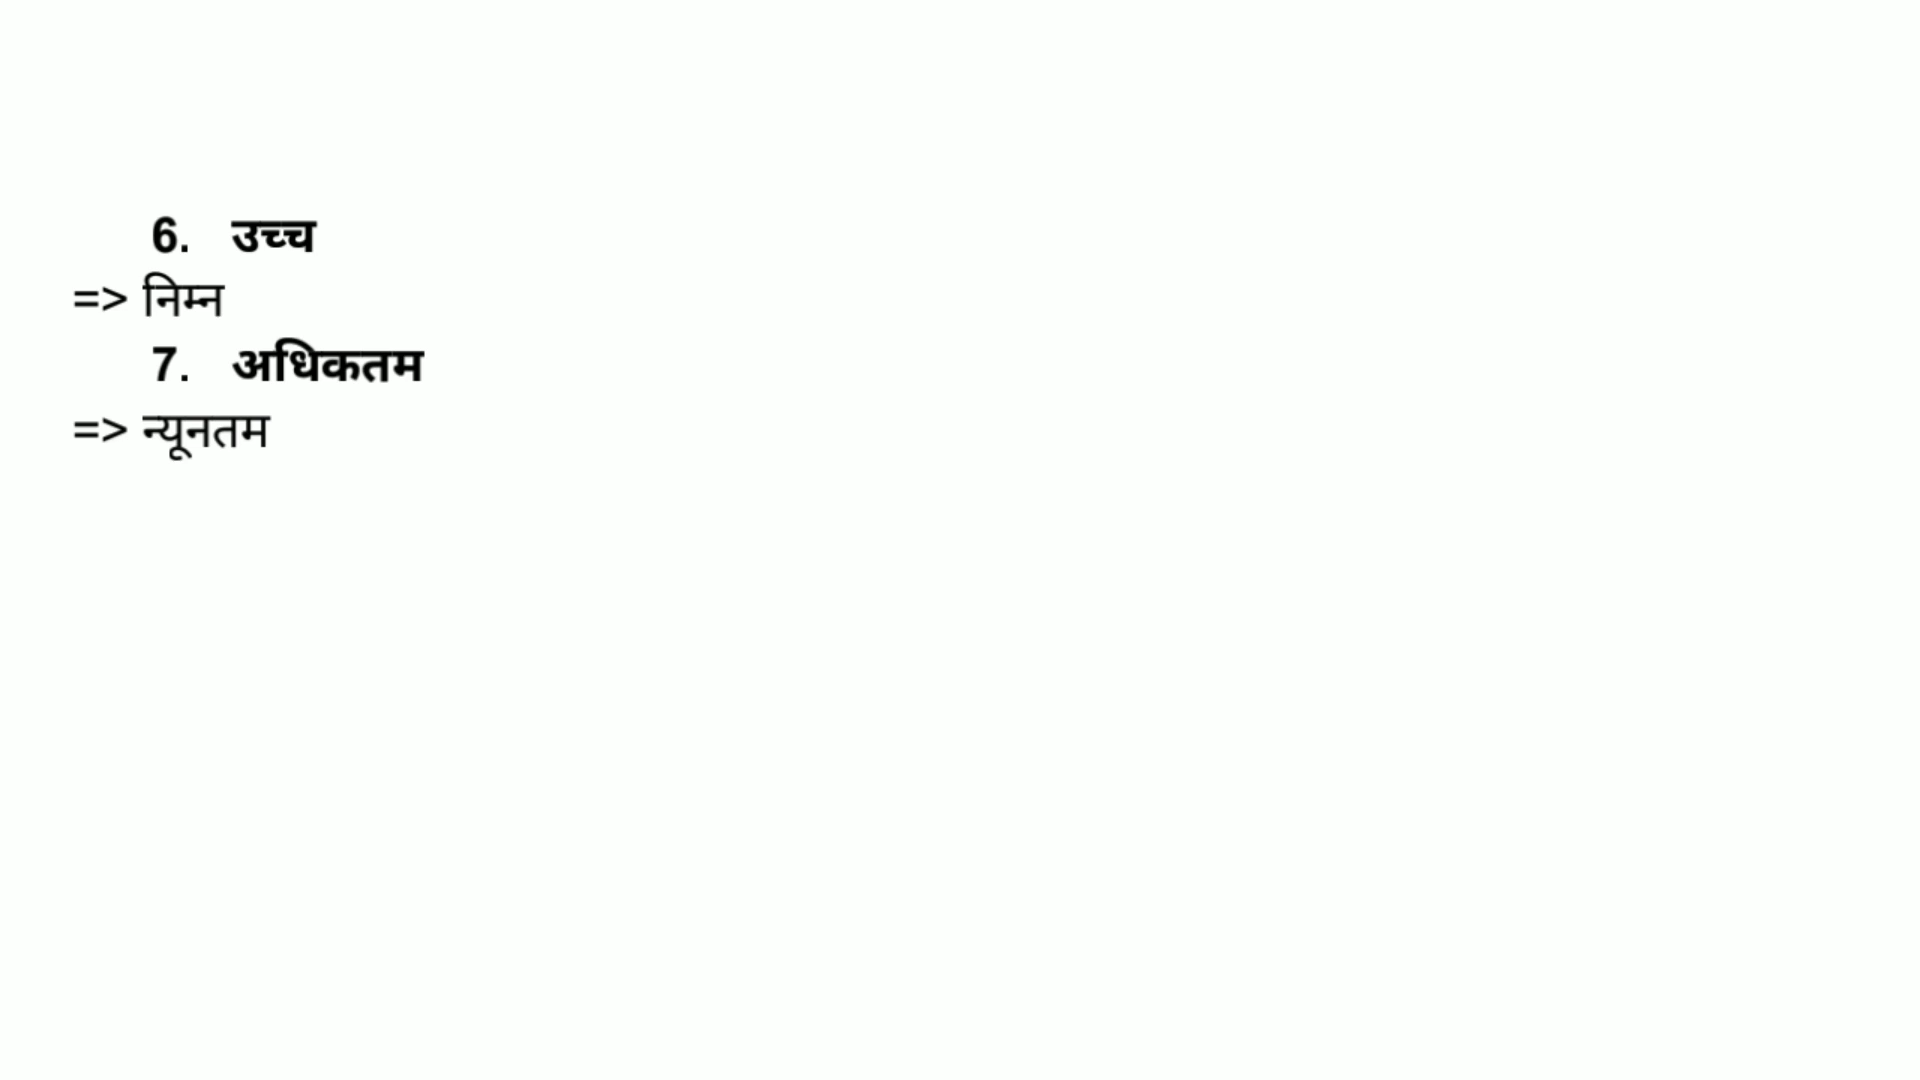 6. उच्च
=> निम्न
7. अधिकतम
=> न्यूनतम